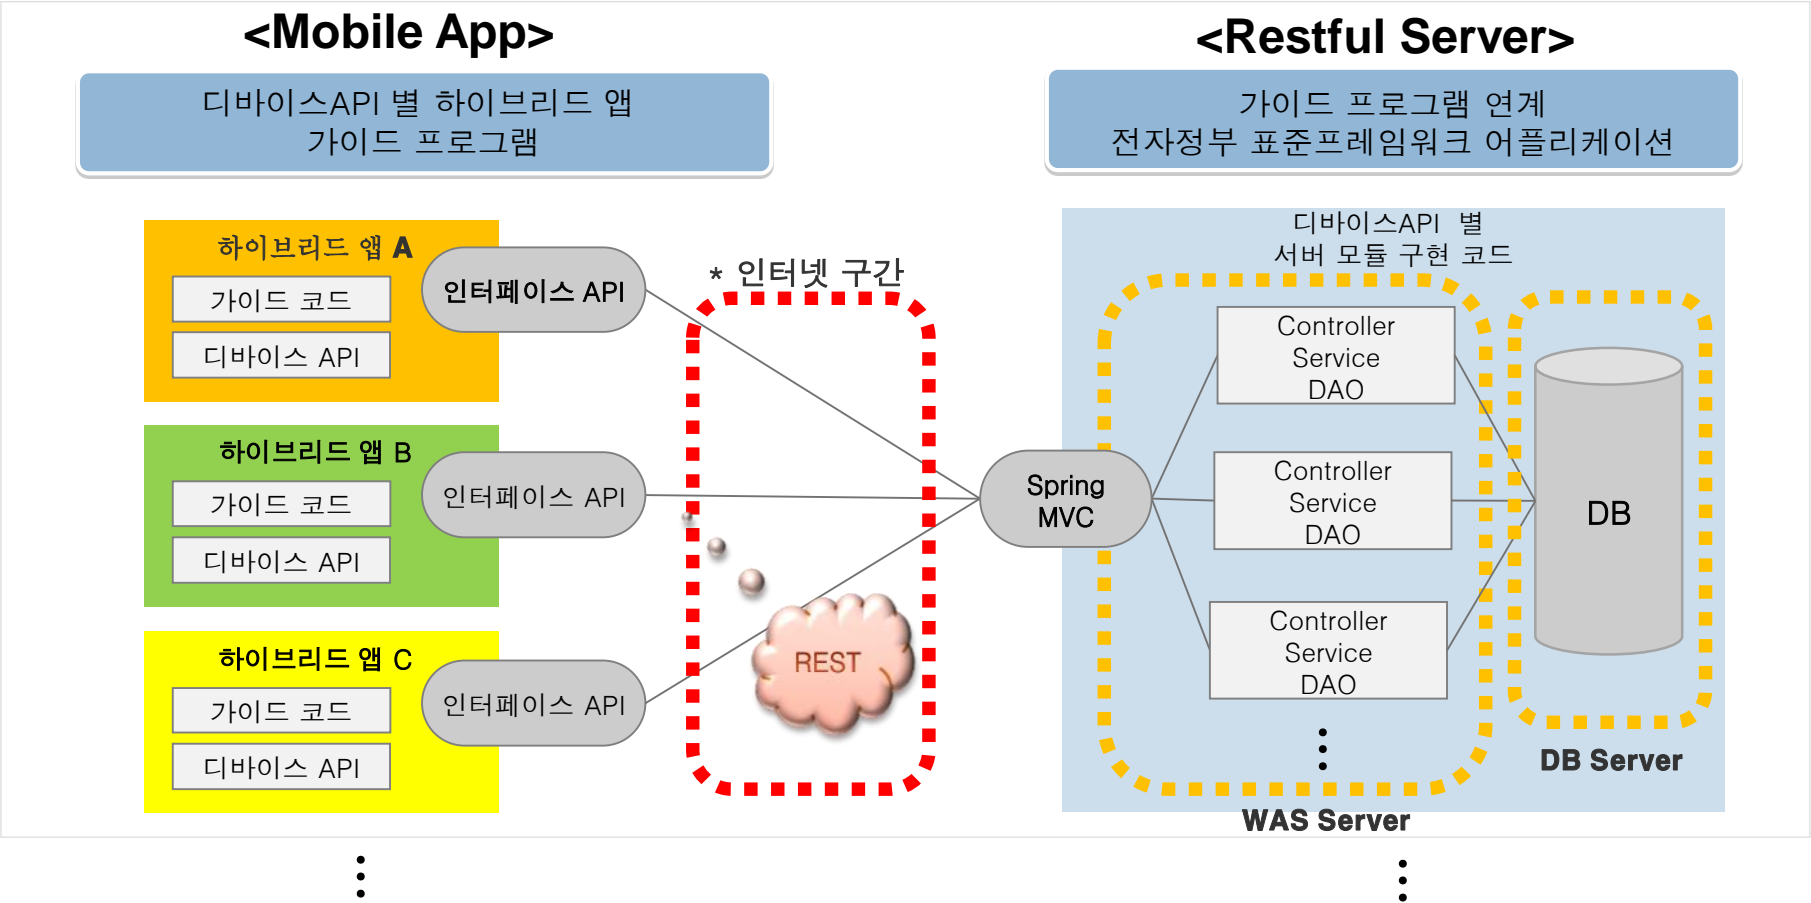 <Mobile App>
디바이스API 별 하이브리드 앱
가이드 프로그램
<Restful Server>
가이드 프로그램 연계
전자정부 표준프레임워크 어플리케이션
하이브리드 앱 A
가이드 코드
디바이스 API
인터페이스 API
하이브리드 앱 B
가이드 코드
디바이스 API
인터페이스 API
하이브리드 앱 C
가이드 코드
디바이스 API
인터페이스 API
* 인터넷 구간
REST
Spring
MVC
디바이스API 별
서버 모듈 구현 코드
Controller
Service
DAO
Controller
Service
DAO
Controller
Service
DAO
WAS Server
DB
DB Server